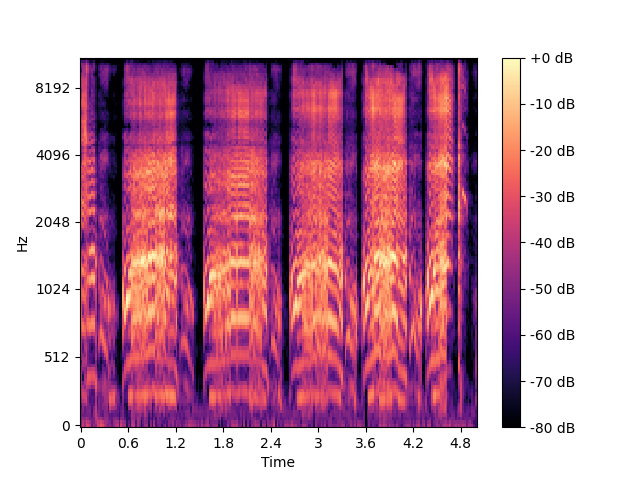 8192
4096
2048
1024
512
0
Hz
0 0.6 1.2 1.8 2.4 3 3.6 4.2 4.8
Time
+0 dB
-10 dB
-20 dB
-30 dB
-40 dB
-50 dB
-60 dB
-70 dB
-80 dB